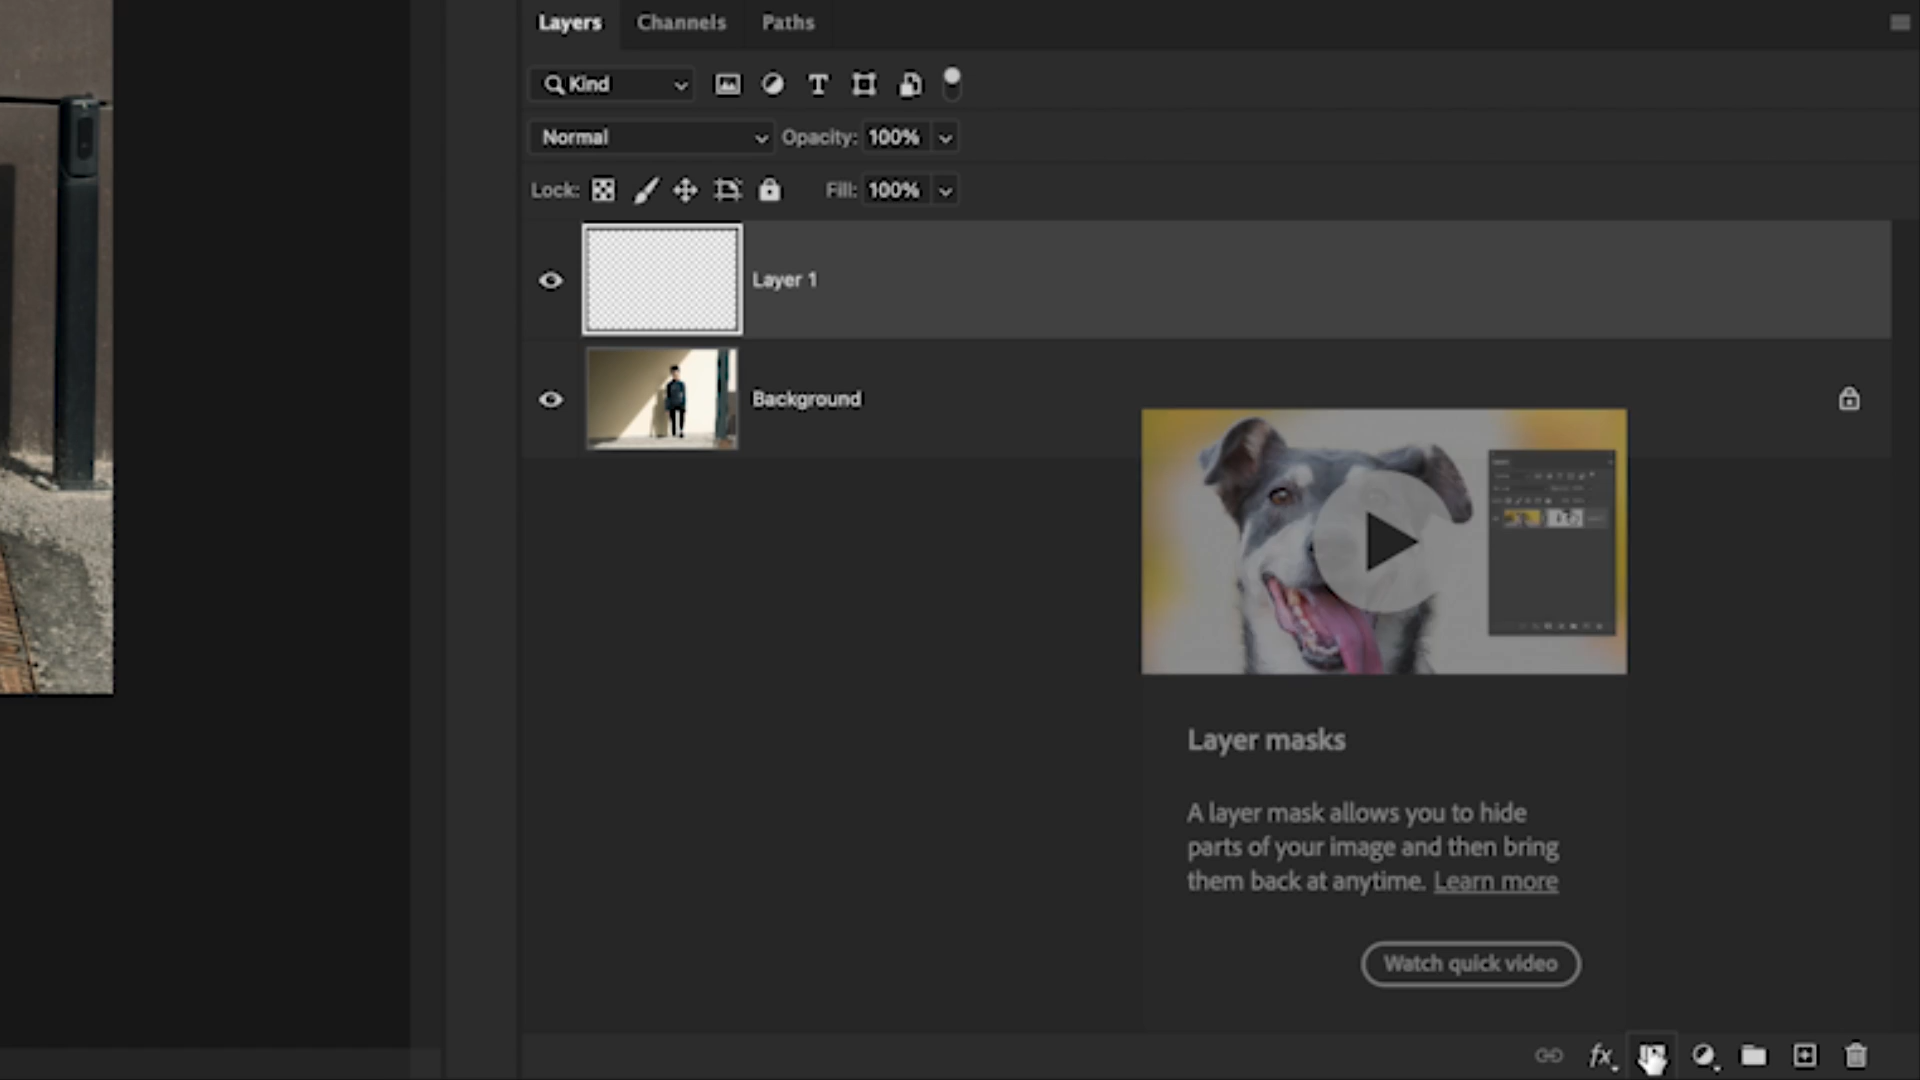 Layers Channels Paths
Kind
Normal Opacity: 100%
Lock: Fill: 100%
Layer 1
Background
Layer masks
A layer mask allows you to hide
parts of your image and then bring
them back at anytime. Learn more
Watch quick video
fx